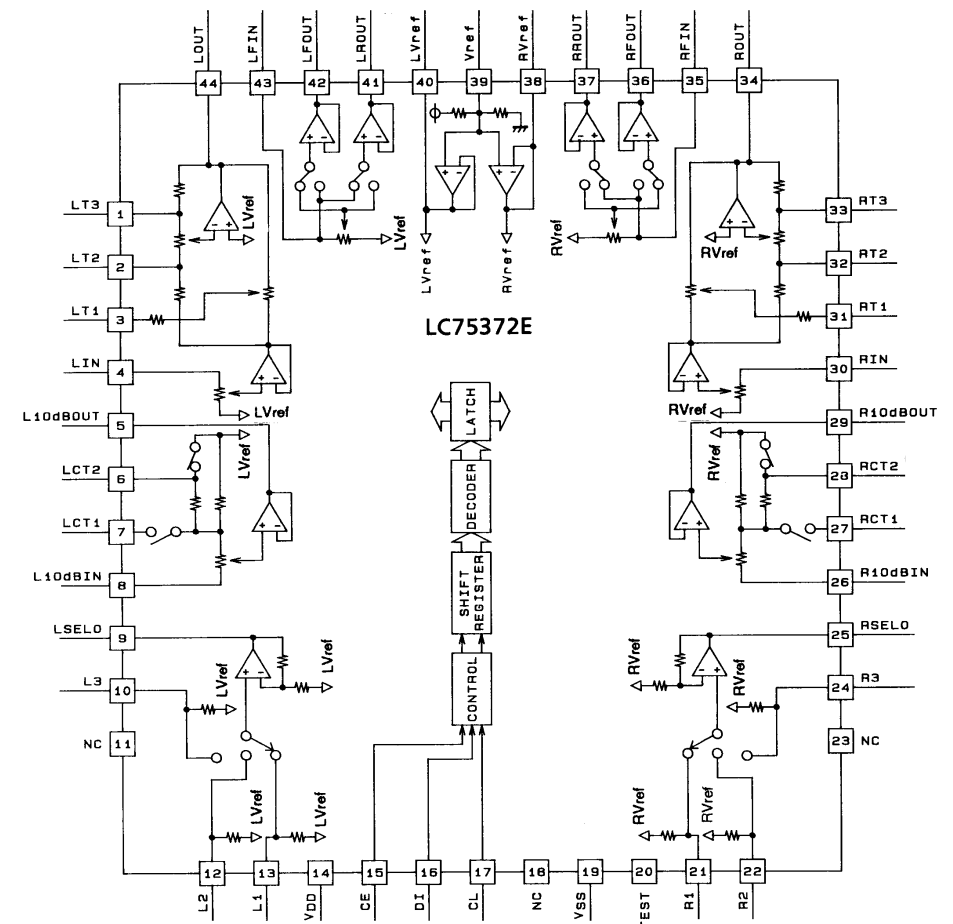 LOUT
LFIN
LFOUT
LROUT
LVref
Vref
RVref
RROUT
RFOUT
RFIN
ROUT
44
43
42
41
40
39
38
37
36
35
34
LT3
1
LVref
LVref
LVref
RVref
RVref
RVref
33
RT3
LT2
2
32
RT2
LT1
3
LC75372E
31
RT1
LIN
4
30
RIN
LVref
RVref
L10dBOUT
5
LATCH
29
R10dBOUT
LVref
RVref
LCT2
6
28
RCT2
DECODER
LCT1
7
27
RCT1
L10dBIN
8
26
R10dBIN
SHIFT
REGISTER
LSELO
9
25
RSELO
LVref
LVref
CONTROL
RVref
RVref
L3
10
24
R3
NC
11
23
NC
LVref
LVref
RVref
RVref
12
13
14
15
16
17
18
19
20
21
22
L2
L1
VDD
CE
DI
CL
NC
VSS
TEST
R1
R2